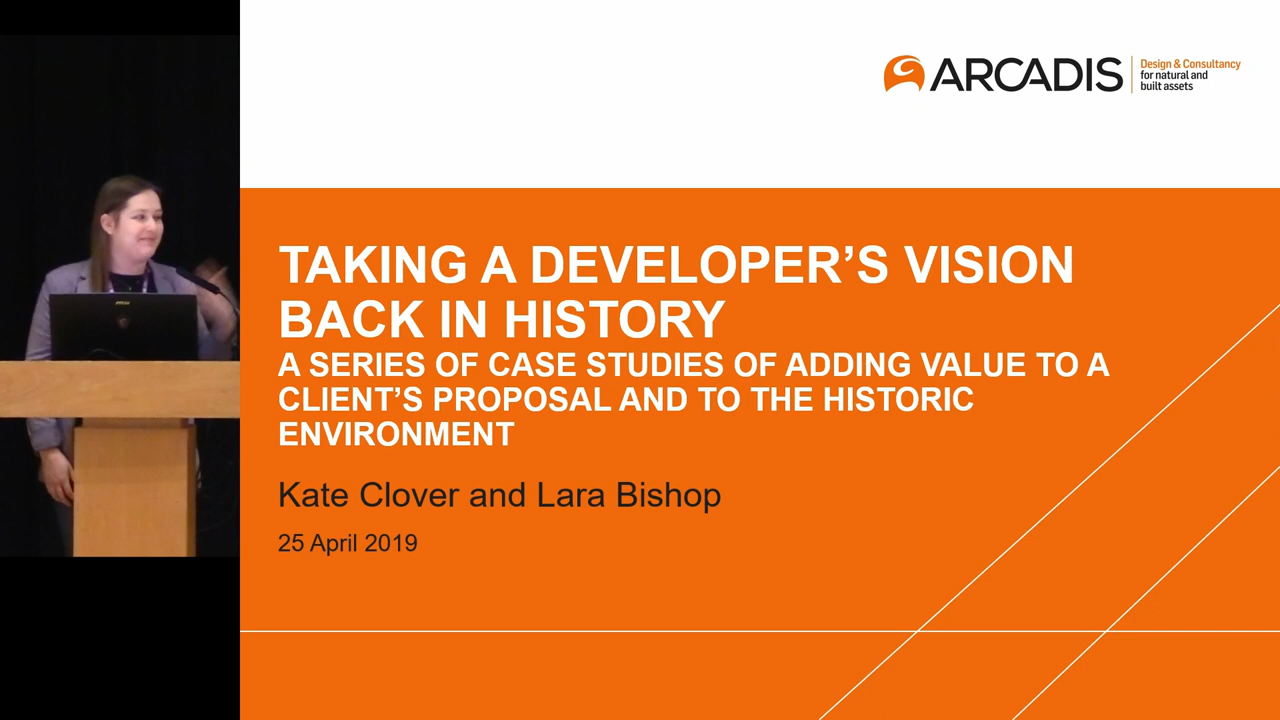 ARCADIS
Design & Consultancy
for natural and
built assets
TAKING A DEVELOPER’S VISION
BACK IN HISTORY
A SERIES OF CASE STUDIES OF ADDING VALUE TO A
CLIENT’S PROPOSAL AND TO THE HISTORIC
ENVIRONMENT
Kate Clover and Lara Bishop
25 April 2019